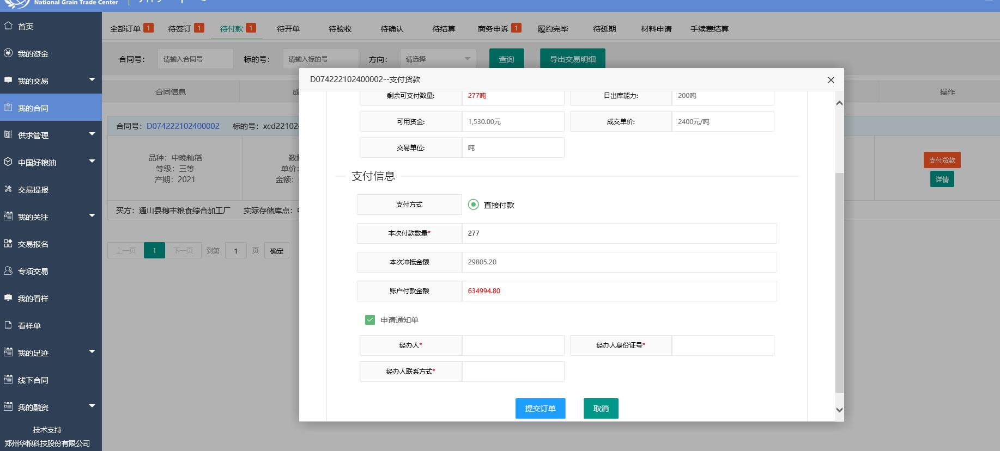 National Grain Trade Center
首页
我的资金
我的交易
我的合同
供求管理
中国好粮油
交易提报
我的关注
交易报名
专项交易
我的看样
看样单
我的足迹
线下合同
我的融资
技术支持
郑州华粮科技股份有限公司
全部订单 1 待签订 1 待付款 1 待开单 待验收 待确认 待结算 商务申诉 1 履约完毕 待延期 材料申请 手续费结算
合同号: 请输入合同号 标的号: 请输入标的号 方向: 请选择 查询 导出交易明细
合同信息 成 操作
合同号: D074222102400002 标的号: xcd22102
品种: 中晚籼稻
等级: 三等
产期: 2021
数量
单价:
金额:
支付货款
详情
买方: 通山县穗丰粮食综合加工厂 实际存储库点:
上一页 1 下一页 到第 1 页 确定
D074222102400002--支付货款
剩余可支付数量: 277吨 日出库能力: 200吨
可用资金: 1,530.00元 成交单价: 2400元/吨
交易单位: 吨
支付信息
支付方式 直接付款
本次付款数量* 277
本次冲抵金额 29805.20
账户付款金额 634994.80
申请通知单
经办人* 经办人身份证号*
经办人联系方式*
提交订单 取消